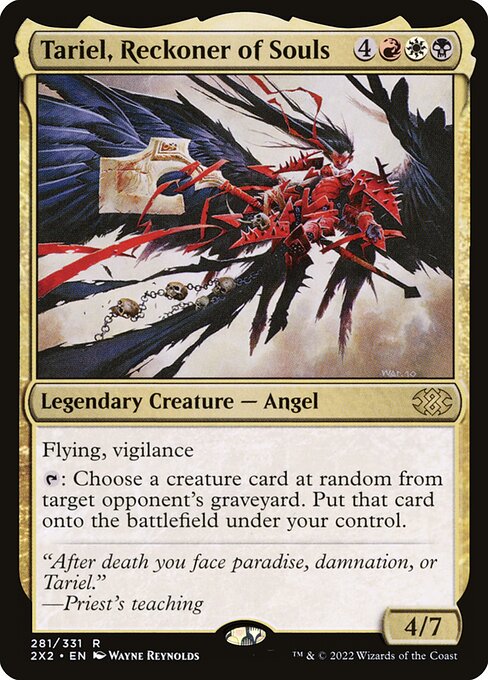 Tariel, Reckoner of Souls 4
Legendary Creature — Angel
Flying, vigilance
: Choose a creature card at random from
target opponent's graveyard. Put that card
onto the battlefield under your control.
“After death you face paradise, damnation, or
Tariel.”
—Priest's teaching
4/7
281/331 R
2X2 • EN Wayne Reynolds
™ & © 2022 Wizards of the Coast